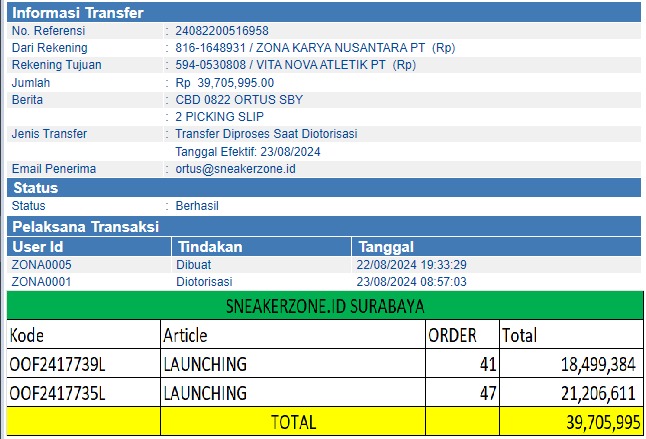 Informasi Transfer
No. Referensi : 24082200516958
Dari Rekening : 816-1648931 / ZONA KARYA NUSANTARA PT (Rp)
Rekening Tujuan : 594-0530808 / VITA NOVA ATLETIK PT (Rp)
Jumlah : Rp 39,705,995.00
Berita : CBD 0822 ORTUS SBY
: 2 PICKING SLIP
Jenis Transfer : Transfer Diproses Saat Diotorisasi
Tanggal Efektif: 23/08/2024
Email Penerima : ortus@sneakerzone.id
Status
Status : Berhasil
Pelaksana Transaksi
User Id Tindakan Tanggal
ZONA0005 Dibuat 22/08/2024 19:33:29
ZONA0001 Diotorisasi 23/08/2024 08:57:03
SNEAKERZONE.ID SURABAYA
Kode Article ORDER Total
OOF2417739L LAUNCHING 41 18,499,384
OOF2417735L LAUNCHING 47 21,206,611
TOTAL 39,705,995